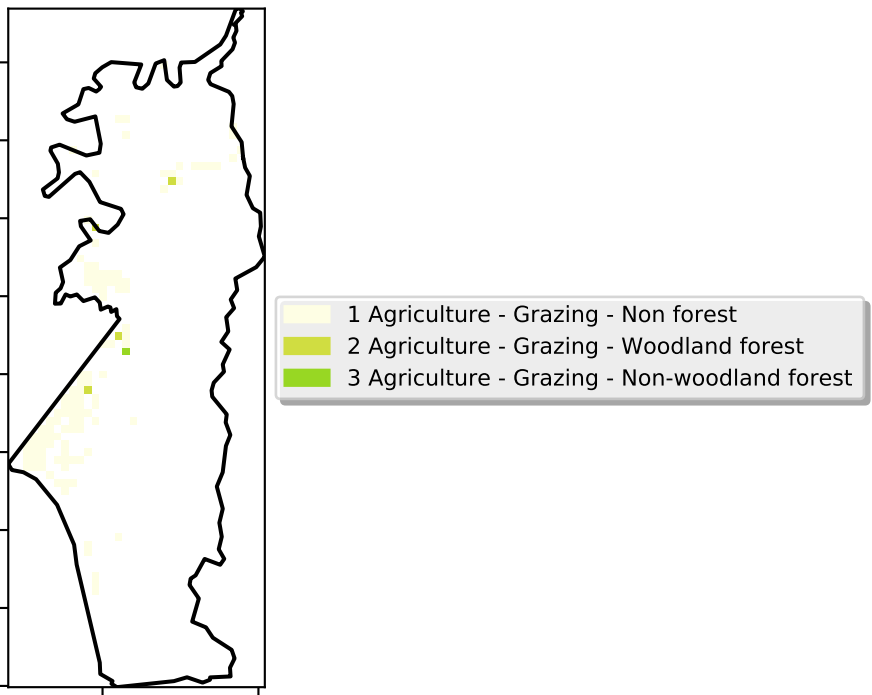 1 Agriculture - Grazing - Non forest
2 Agriculture - Grazing - Woodland forest
3 Agriculture - Grazing - Non-woodland forest